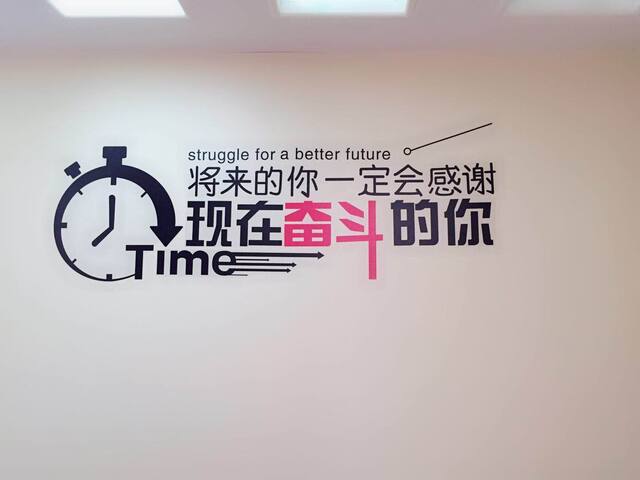 struggle for a better future
将来的你一定会感谢
现在奋斗的你
Time